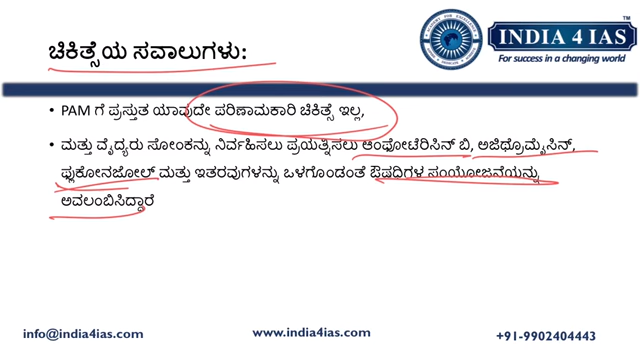 INDIA 4 IAS
For success in a changing world
ಚಿಕಿತ್ಸೆಯ ಸವಾಲುಗಳು:
• PAM ಗೆ ಪ್ರಸ್ತುತ ಯಾವುದೇ ಪರಿಣಾಮಕಾರಿ ಚಿಕಿತ್ಸೆ ಇಲ್ಲ,
• ಮತ್ತು ವೈದ್ಯರು ಸೋಂಕನ್ನು ನಿರ್ವಹಿಸಲು ಪ್ರಯತ್ನಿಸಲು ಆಂಫೋಟೆರಿಸಿನ್ ಬಿ, ಅಜಿಥ್ರೊಮೈಸಿನ್,
ಫ್ಲುಕೋನಜೋಲ್ ಮತ್ತು ಇತರವುಗಳನ್ನು ಒಳಗೊಂಡಂತೆ ಔಷಧಿಗಳ ಸಂಯೋಜನೆಯನ್ನು
ಅವಲಂಬಿಸಿದ್ದಾರೆ
info@india4ias.com
www.india4ias.com
+91-9902404443